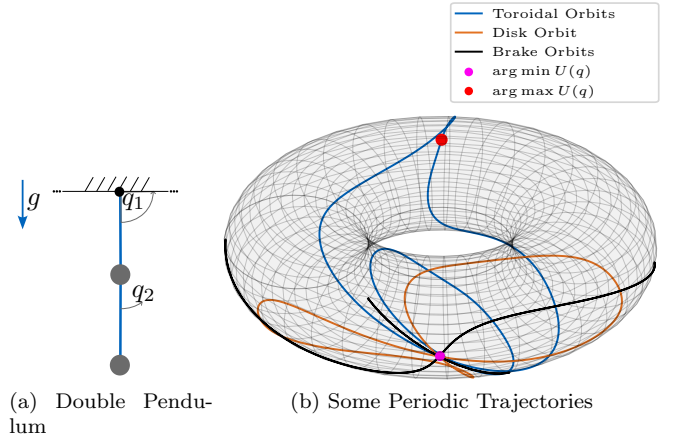 Toroidal Orbits
Disk Orbit
Brake Orbits
arg min U(q)
arg max U(q)
g
q₁
q₂
(a) Double Pendu-
lum
(b) Some Periodic Trajectories